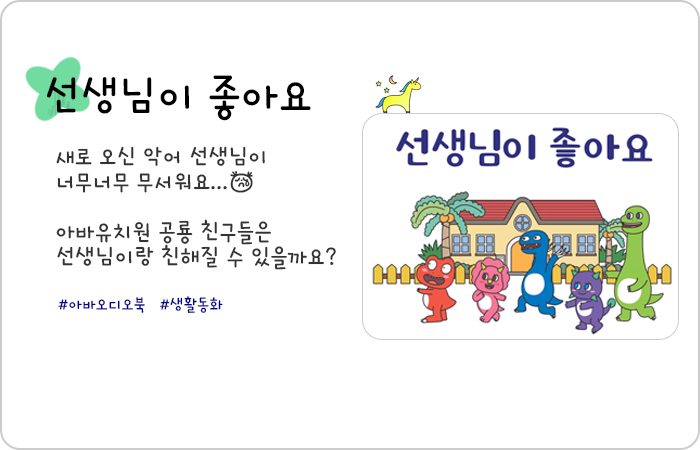 선생님이 좋아요
새로 오신 악어 선생님이
너무너무 무서워요...
아바유치원 공룡 친구들은
선생님이랑 친해질 수 있을까요?
#아바오디오북 #생활동화
선생님이 좋아요